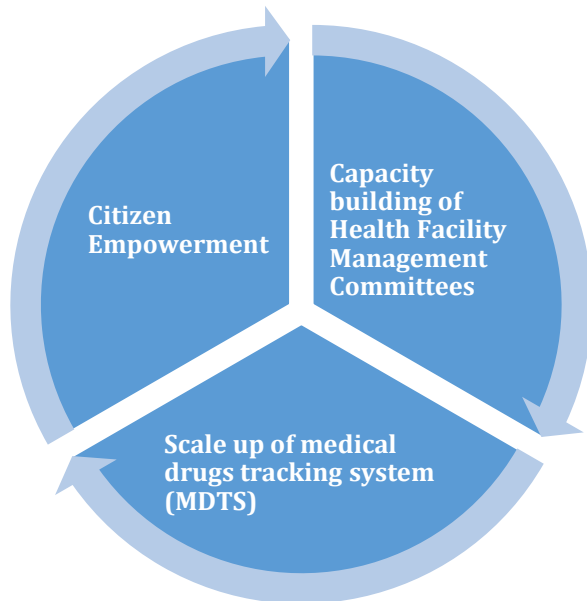 Citizen
Empowerment
Capacity
building of
Health Facility
Management
Committees
Scale up of medical
drugs tracking system
(MDTS)